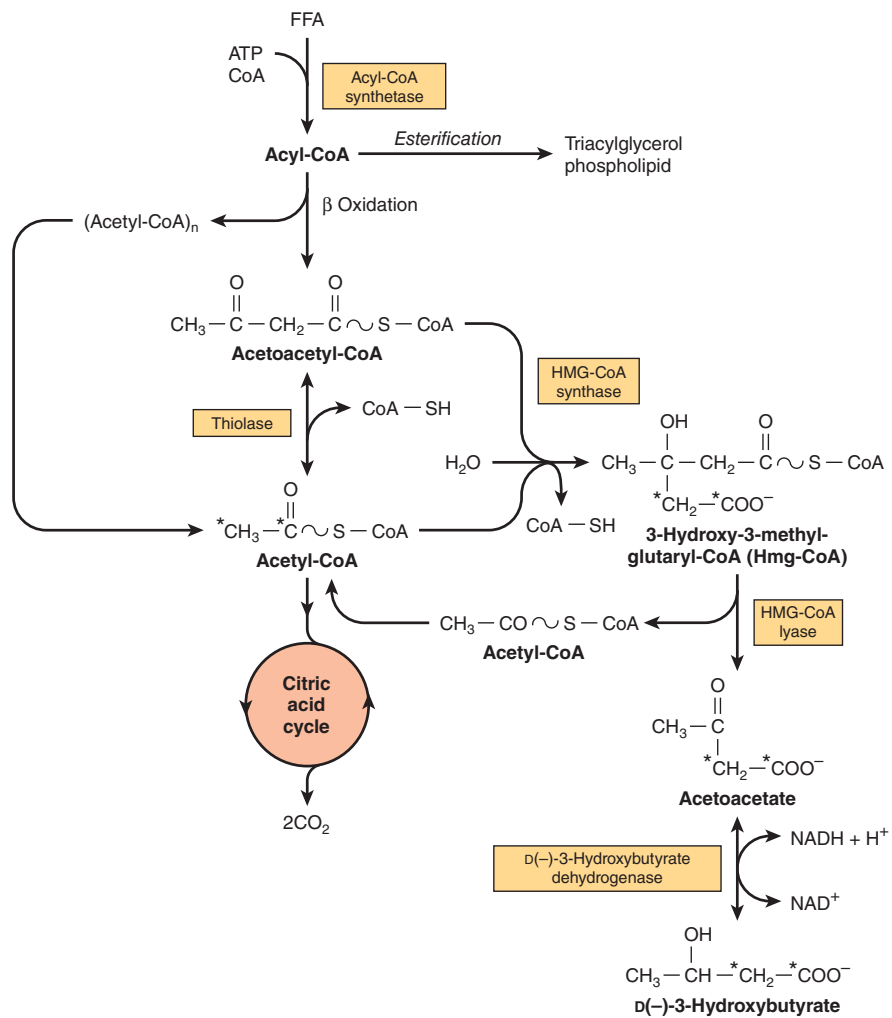 FFA
ATP
CoA
Acyl-CoA
synthetase
Acyl-CoA
Esterification
Triacylglycerol
phospholipid
(Acetyl-CoA)n
β Oxidation
O O
CH3 — C — CH2 — C ~ S — CoA
Acetoacetyl-CoA
HMG-CoA
synthase
Thiolase
CoA — SH
OH O
H2O
CH3 — C — CH2 — C ~ S — CoA
*CH2 — *COO−
3-Hydroxy-3-methyl-
glutaryl-CoA (Hmg-CoA)
O
*CH3 — *C ~ S — CoA
Acetyl-CoA
CoA — SH
CH3 — CO ~ S — CoA
Acetyl-CoA
HMG-CoA
lyase
Citric
acid
cycle
2CO2
O
CH3 — C
*CH2 — *COO−
Acetoacetate
D(–)-3-Hydroxybutyrate
dehydrogenase
NADH + H+
NAD+
OH
CH3 — CH — *CH2 — *COO−
D(–)-3-Hydroxybutyrate